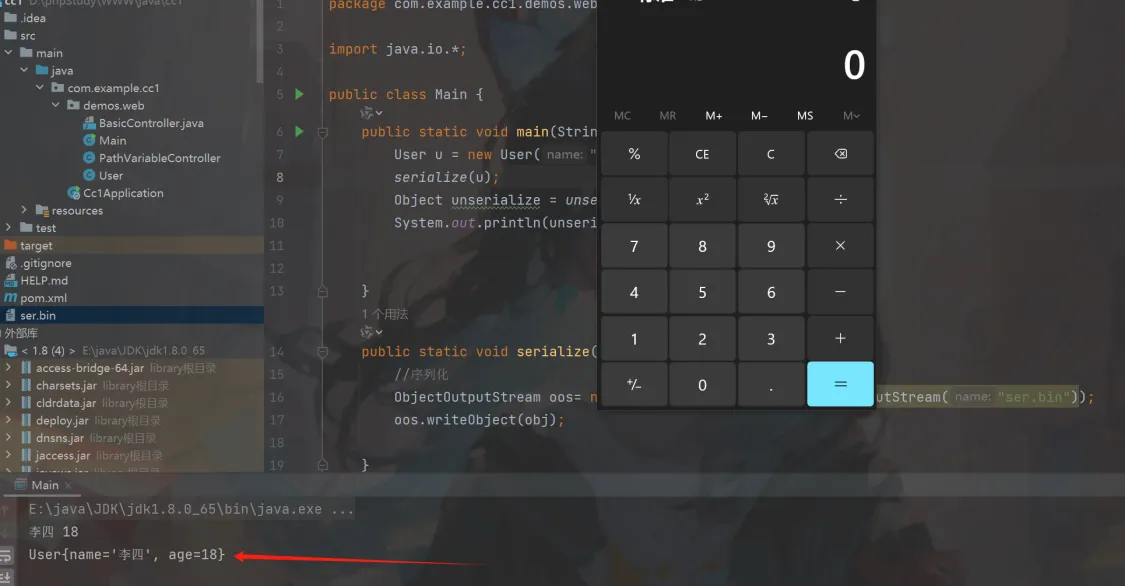 cc1 D:\phpStudy\WWW\java\cc1
.idea
src
main
java
com.example.cc1
demos.web
BasicController.java
Main
PathVariableController
User
Cc1Application
resources
test
target
.gitignore
HELP.md
pom.xml
ser.bin
外部库
< 1.8 (4) > E:\java\JDK\jdk1.8.0_65
access-bridge-64.jar library根目录
charsets.jar library根目录
cldrdata.jar library根目录
deploy.jar library根目录
dnsns.jar library根目录
jaccess.jar library根目录
1 package com.example.cc1.demos.web
2
3 import java.io.*;
4
5 public class Main {
6 public static void main(Strin
7 User u = new User( name: "
8 serialize(u);
9 Object unserialize = unse
10 System.out.println(unseri
11
12
13 }
1 个用法
14 public static void serialize(
15 //序列化
16 ObjectOutputStream oos= n utStream( name: "ser.bin"));
17 oos.writeObject(obj);
18
19 }
0
MC MR M+ M− MS M
% CE C
¹/x x² ²√x ÷
7 8 9 ×
4 5 6 −
1 2 3 +
+/− 0 . =
Main ×
E:\java\JDK\jdk1.8.0_65\bin\java.exe ...
李四 18
User{name='李四', age=18}